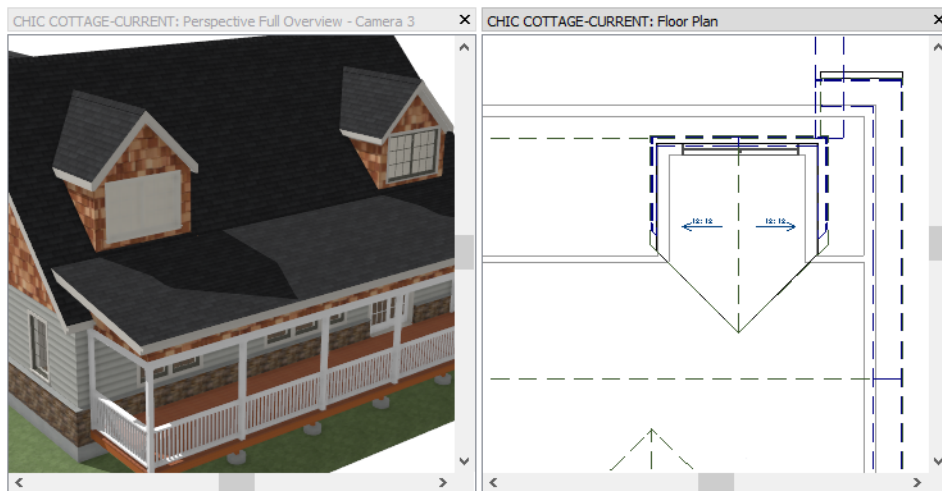 CHIC COTTAGE-CURRENT: Perspective Full Overview - Camera 3
CHIC COTTAGE-CURRENT: Floor Plan
12:12 12:12